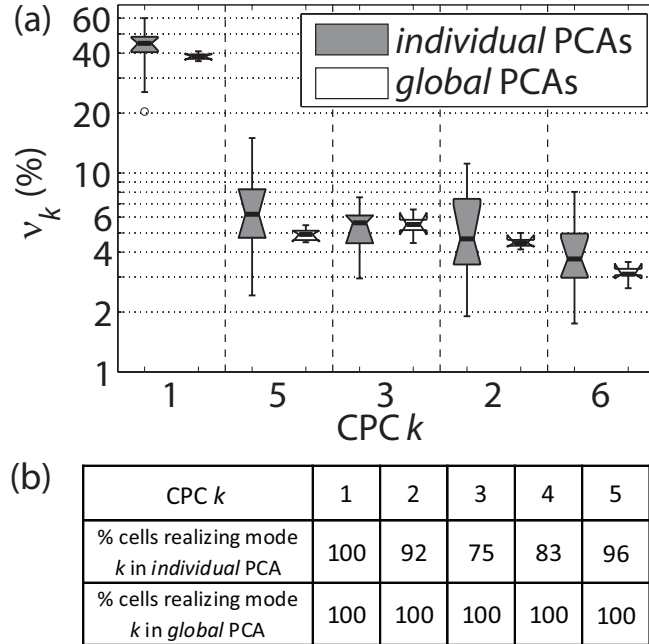 (a)
60
40
20
10
6
4
2
1
ν_k (%)
individual PCAs
global PCAs
1 5 3 2 6
CPC k
(b)
CPC k 1 2 3 4 5
% cells realizing mode
k in individual PCA 100 92 75 83 96
% cells realizing mode
k in global PCA 100 100 100 100 100